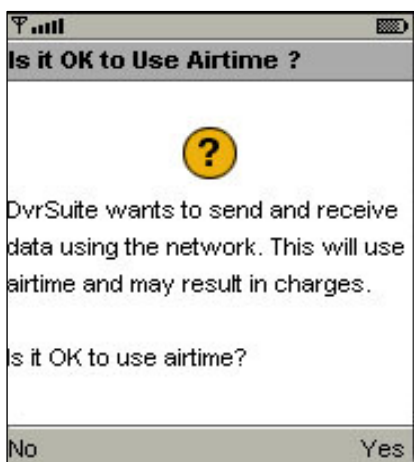 Is it OK to Use Airtime ?
?
DvrSuite wants to send and receive
data using the network. This will use
airtime and may result in charges.
Is it OK to use airtime?
No Yes